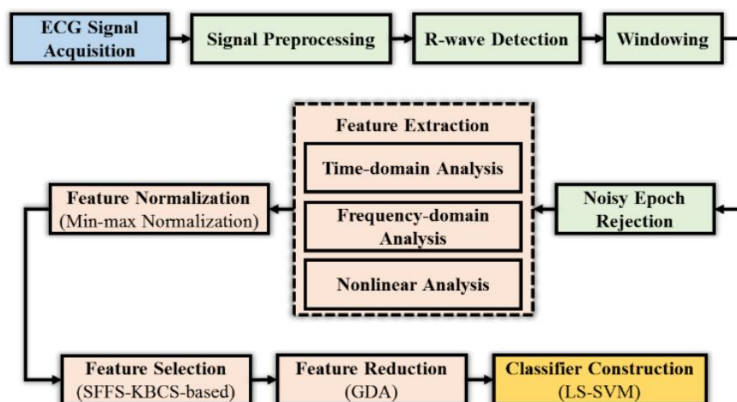 ECG Signal
Acquisition
Signal Preprocessing
R-wave Detection
Windowing
Noisy Epoch
Rejection
Feature Extraction
Time-domain Analysis
Frequency-domain
Analysis
Nonlinear Analysis
Feature Normalization
(Min-max Normalization)
Feature Selection
(SFFS-KBCS-based)
Feature Reduction
(GDA)
Classifier Construction
(LS-SVM)